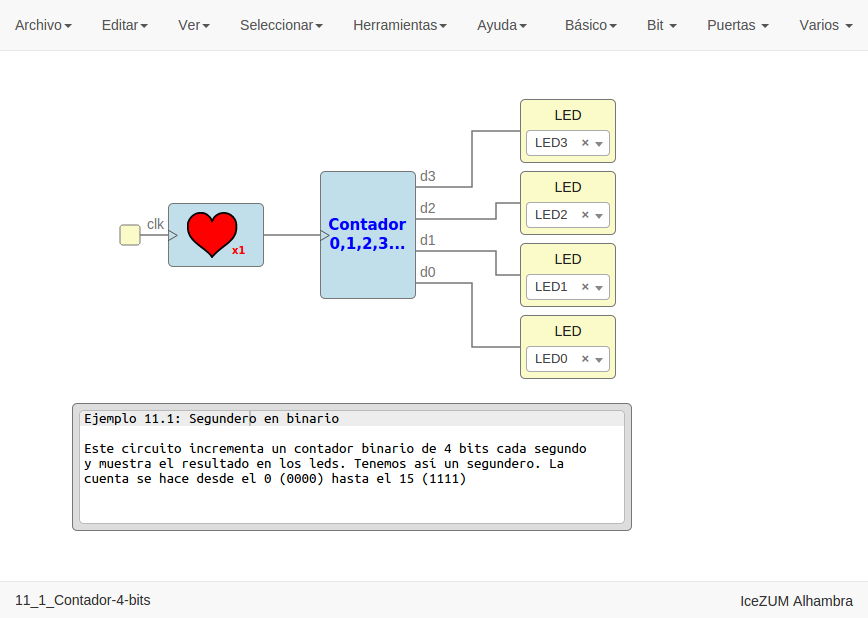 Archivo Editar Ver Seleccionar Herramientas Ayuda Básico Bit Puertas Varios
LED
LED3 ×
d3
LED
d2
LED2 ×
clk
x1
Contador
0,1,2,3...
d1
LED
LED1 ×
d0
LED
LED0 ×
Ejemplo 11.1: Segundero en binario
Este circuito incrementa un contador binario de 4 bits cada segundo
y muestra el resultado en los leds. Tenemos así un segundero. La
cuenta se hace desde el 0 (0000) hasta el 15 (1111)
11_1_Contador-4-bits IceZUM Alhambra